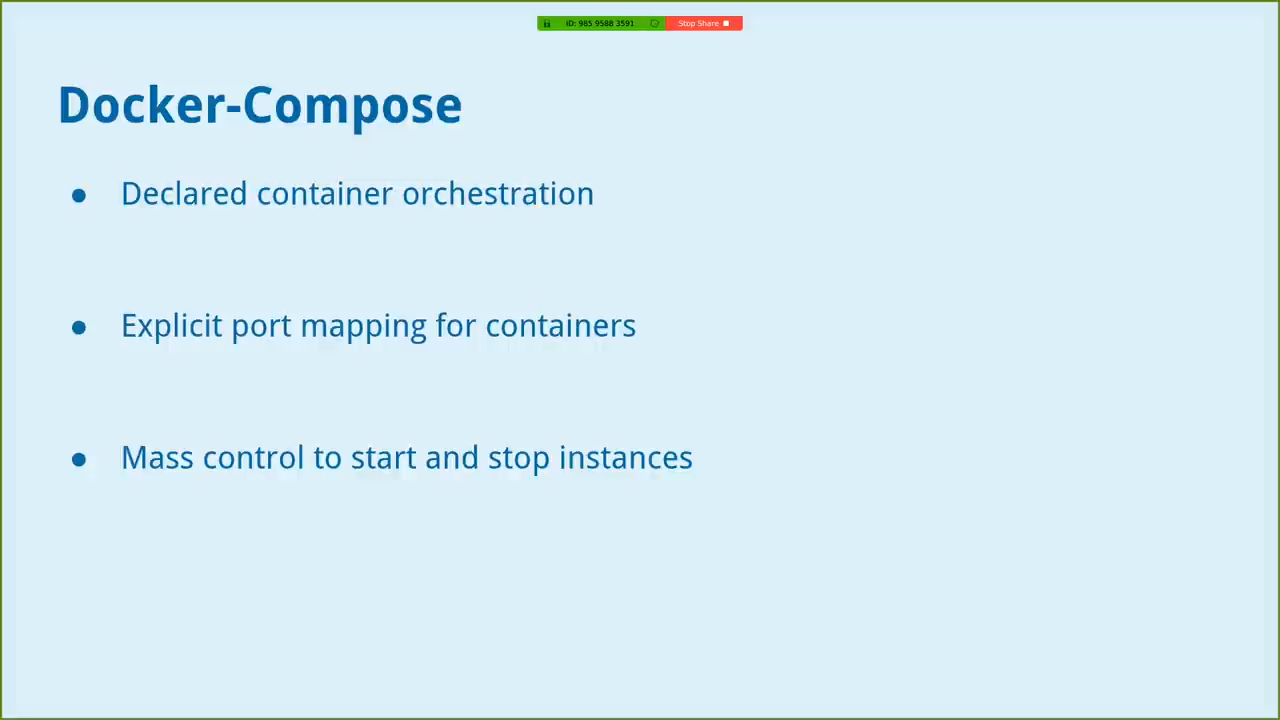 ID: 985 9588 3591 Stop Share
Docker-Compose
● Declared container orchestration
● Explicit port mapping for containers
● Mass control to start and stop instances